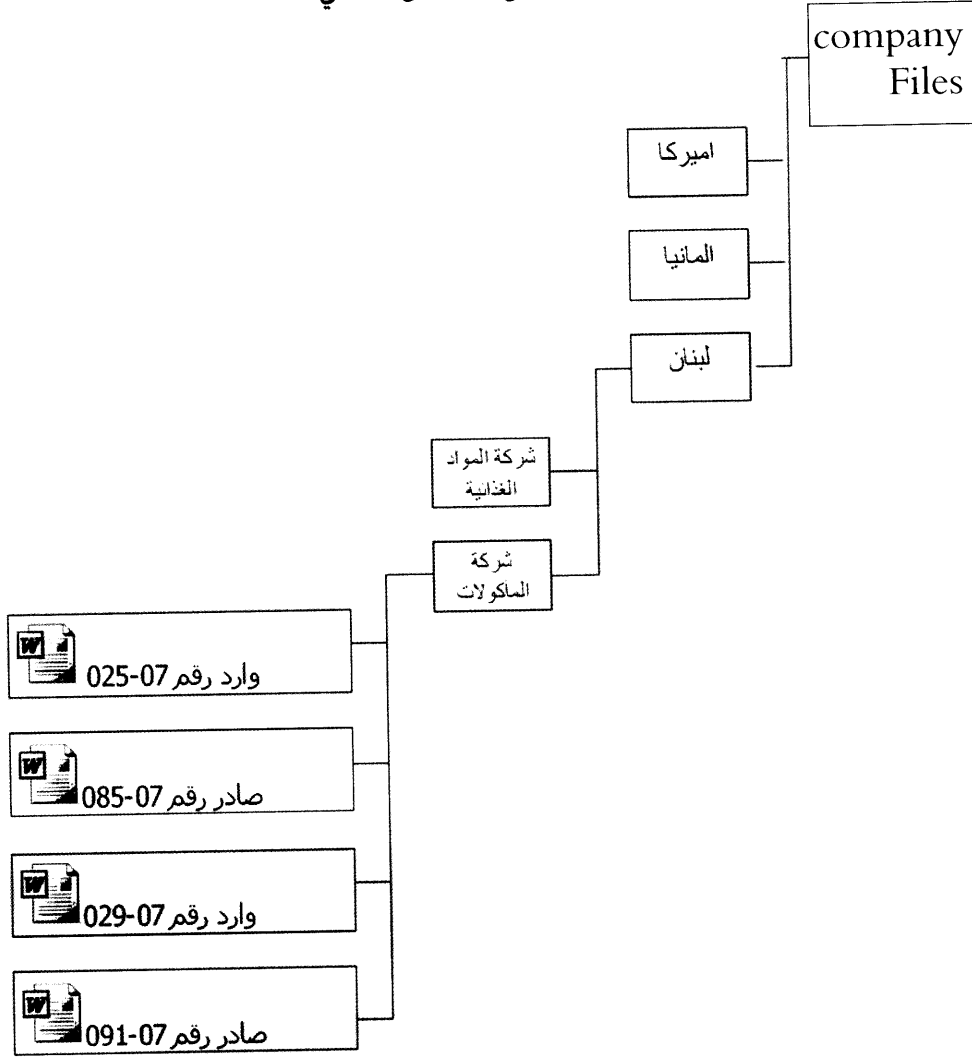 company
Files
اميركا
المانيا
لبنان
شركة المواد
الغذائية
شركة
الماكولات
وارد رقم 07-025
صادر رقم 07-085
وارد رقم 07-029
صادر رقم 07-091